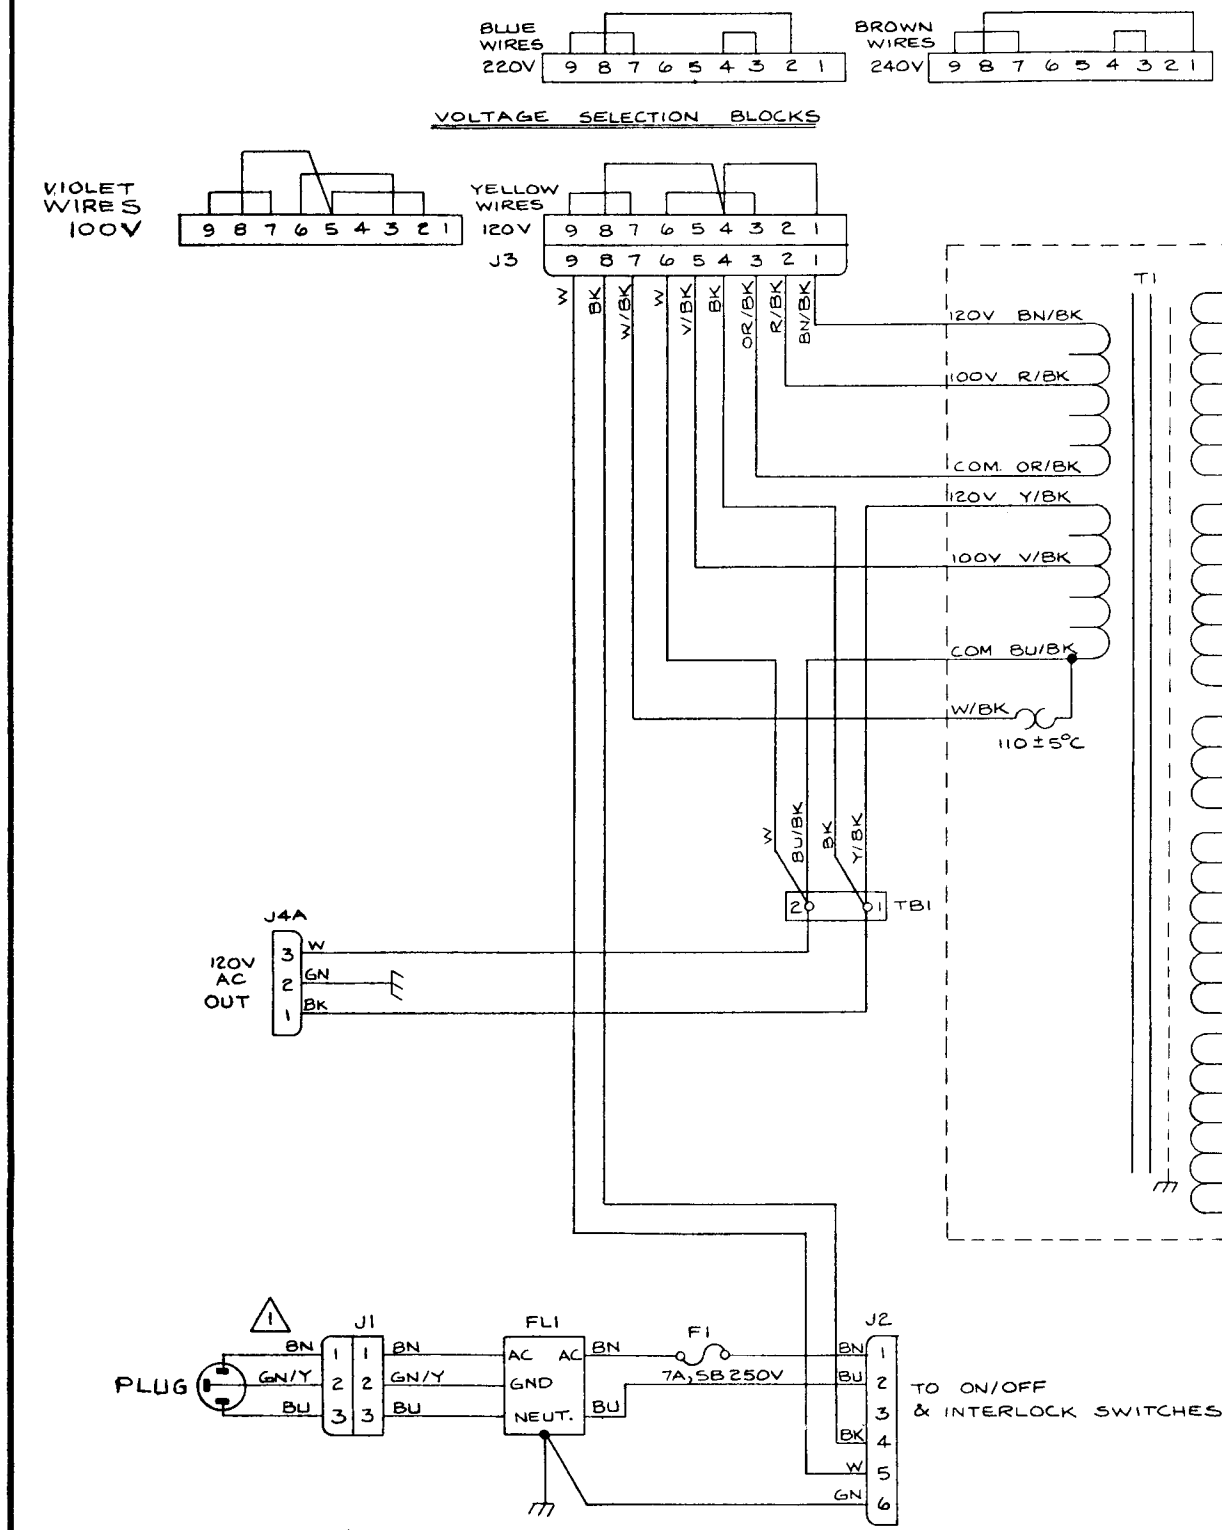 BLUE
WIRES
220V 9 8 7 6 5 4 3 2 1
BROWN
WIRES
240V 9 8 7 6 5 4 3 2 1
VOLTAGE SELECTION BLOCKS
VIOLET
WIRES
100V 9 8 7 6 5 4 3 2 1
YELLOW
WIRES
120V 9 8 7 6 5 4 3 2 1
J3 9 8 7 6 5 4 3 2 1
W BK W/BK W V/BK BK OR/BK R/BK BN/BK
T1
120V BN/BK
100V R/BK
COM. OR/BK
120V Y/BK
100V V/BK
COM BU/BK
W/BK
110±5°C
W BU/BK BK Y/BK
2 1 TB1
J4A
120V
AC
OUT
3 W
2 GN
1 BK
1
J1
FL1
F1
J2
PLUG
BN 1 1 BN AC AC BN BN 1
GN/Y 2 2 GN/Y GND 7A, SB 250V BU 2
BU 3 3 BU NEUT. BU 3
BK 4
W 5
GN 6
TO ON/OFF
& INTERLOCK SWITCHES